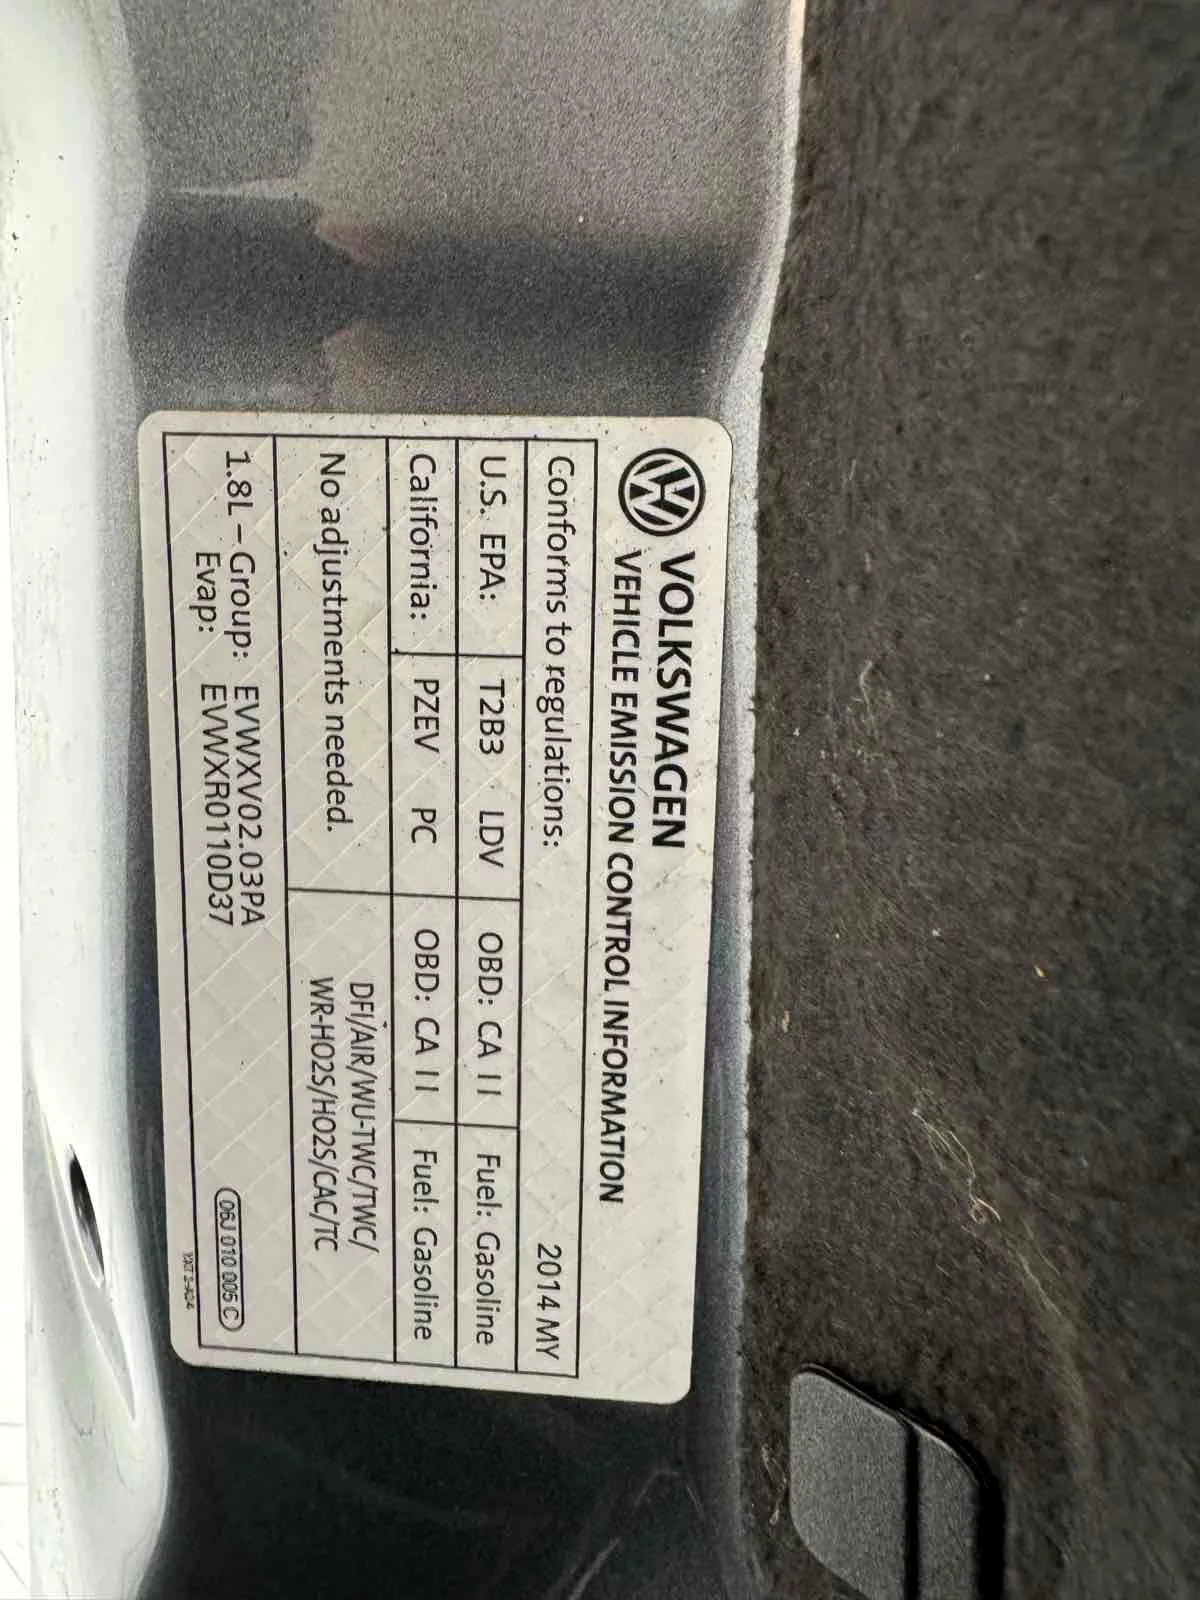 VOLKSWAGEN
VEHICLE EMISSION CONTROL INFORMATION
Conforms to regulations: 2014 MY
U.S. EPA: T2B3 LDV OBD: CA II Fuel: Gasoline
California: PZEV PC OBD: CA II Fuel: Gasoline
No adjustments needed. DFI/AIR/WU-TWC/TWC/
WR-HO2S/HO2S/CAC/TC
1.8L – Group: EVWXV02.03PA
Evap: EVWXR0110D37
06J 010 005 C